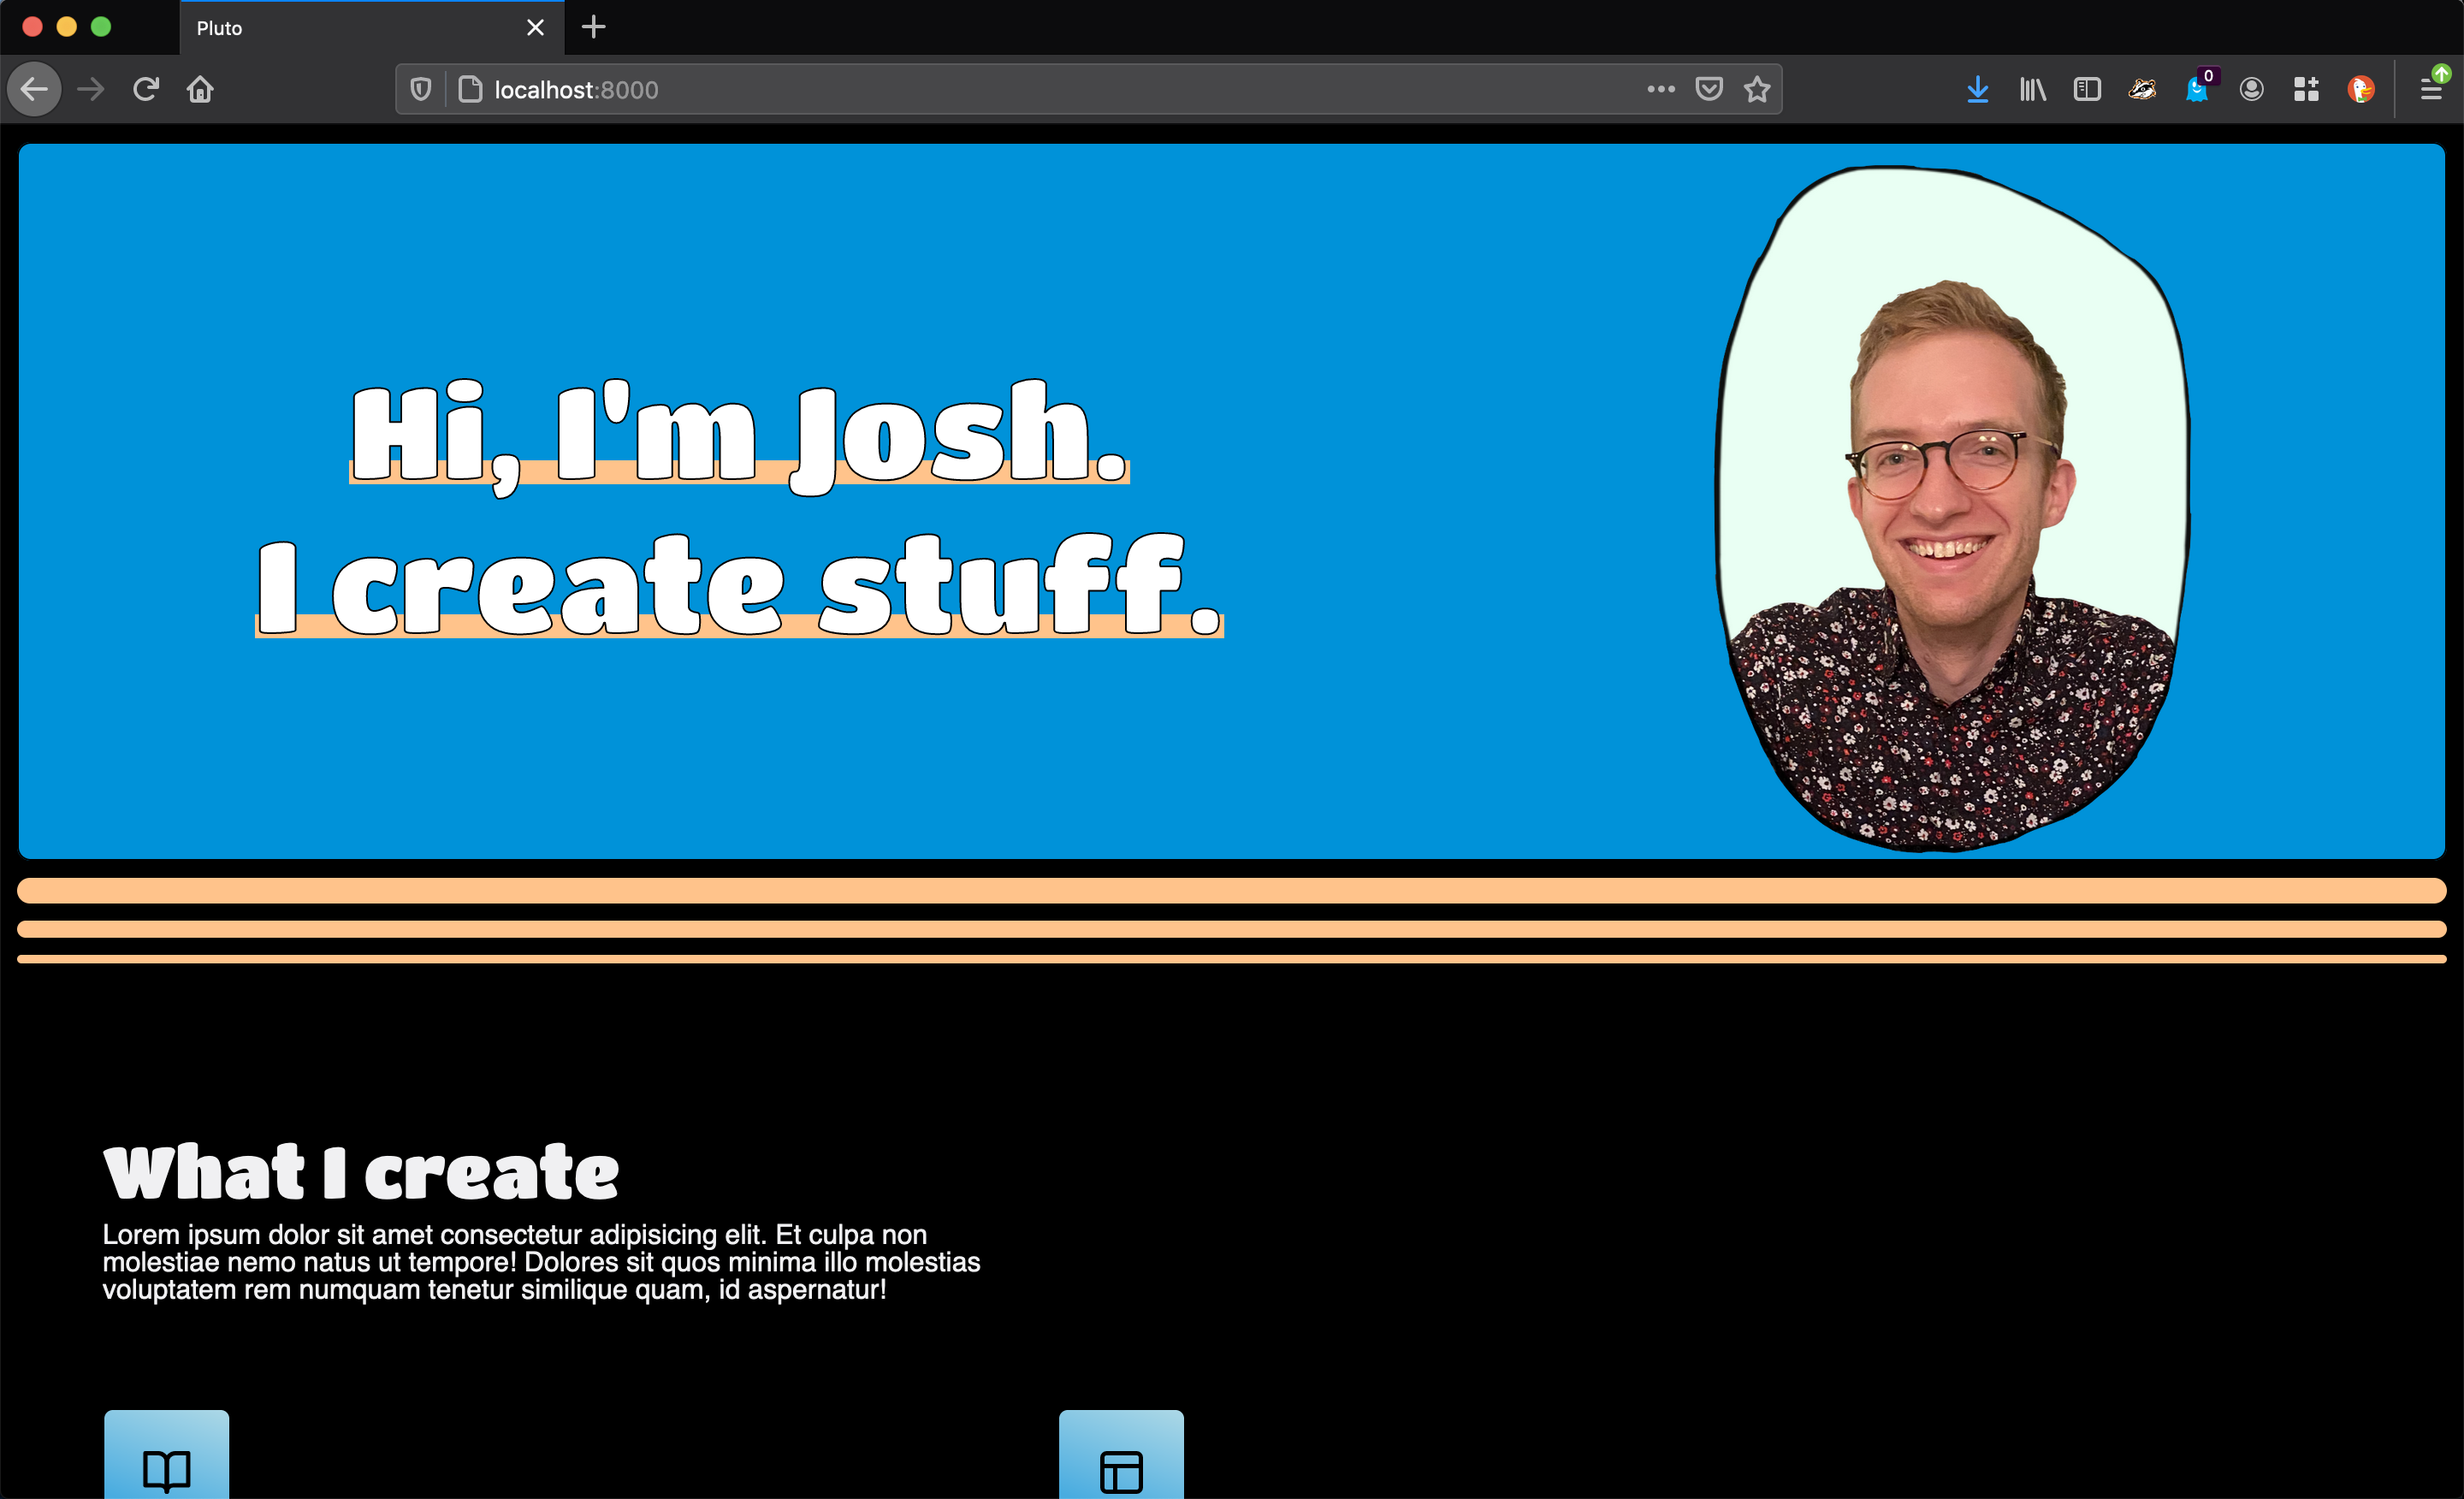 Pluto
localhost:8000
0
Hi, I'm Josh.
I create stuff.
What I create
Lorem ipsum dolor sit amet consectetur adipisicing elit. Et culpa non
molestiae nemo natus ut tempore! Dolores sit quos minima illo molestias
voluptatem rem numquam tenetur similique quam, id aspernatur!